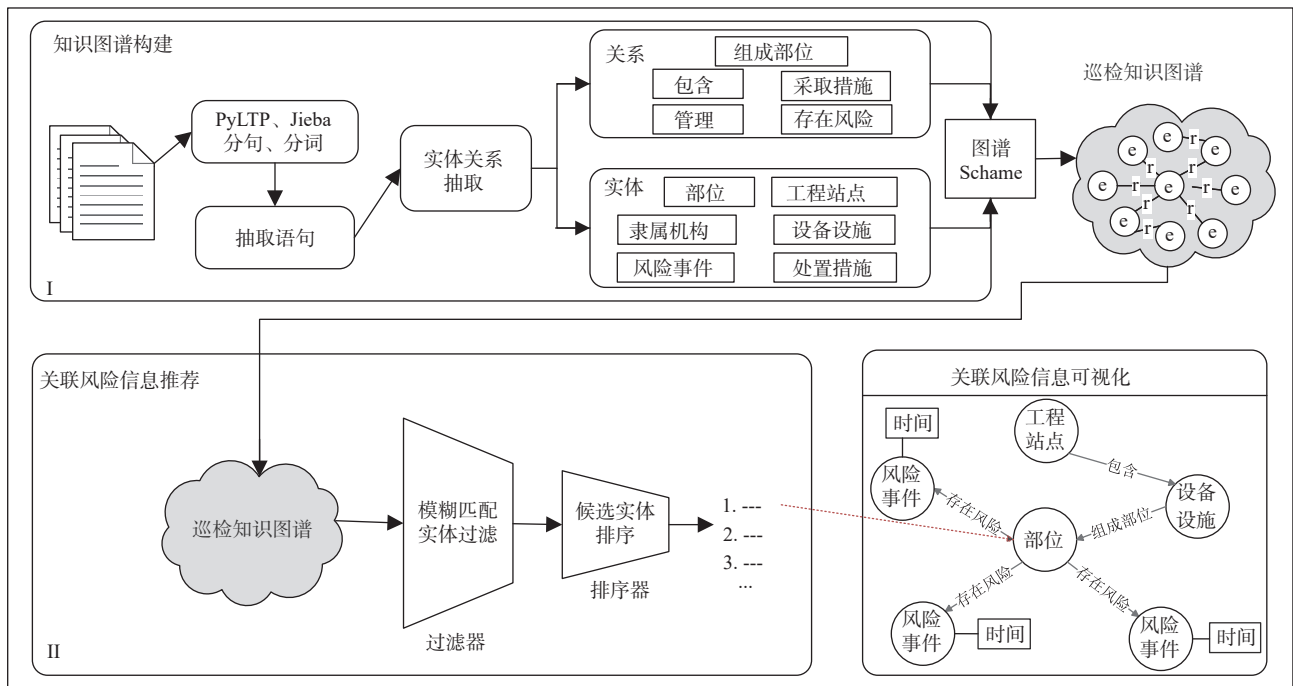 知识图谱构建
PyLTP、Jieba
分句、分词
抽取语句
实体关系
抽取
关系
组成部位
包含
采取措施
管理
存在风险
实体
部位
工程站点
隶属机构
设备设施
风险事件
处置措施
图谱
Schame
巡检知识图谱
e
e
e
e
e
e
e
e
e
r
r
r
r
r
r
r
r
I
关联风险信息推荐
巡检知识图谱
模糊匹配
实体过滤
过滤器
候选实体
排序
排序器
1. ---
2. ---
3. ---
...
II
关联风险信息可视化
时间
工程
站点
风险
事件
包含
设备
设施
存在风险
组成部位
部位
存在风险
存在风险
风险
事件
时间
风险
事件
时间